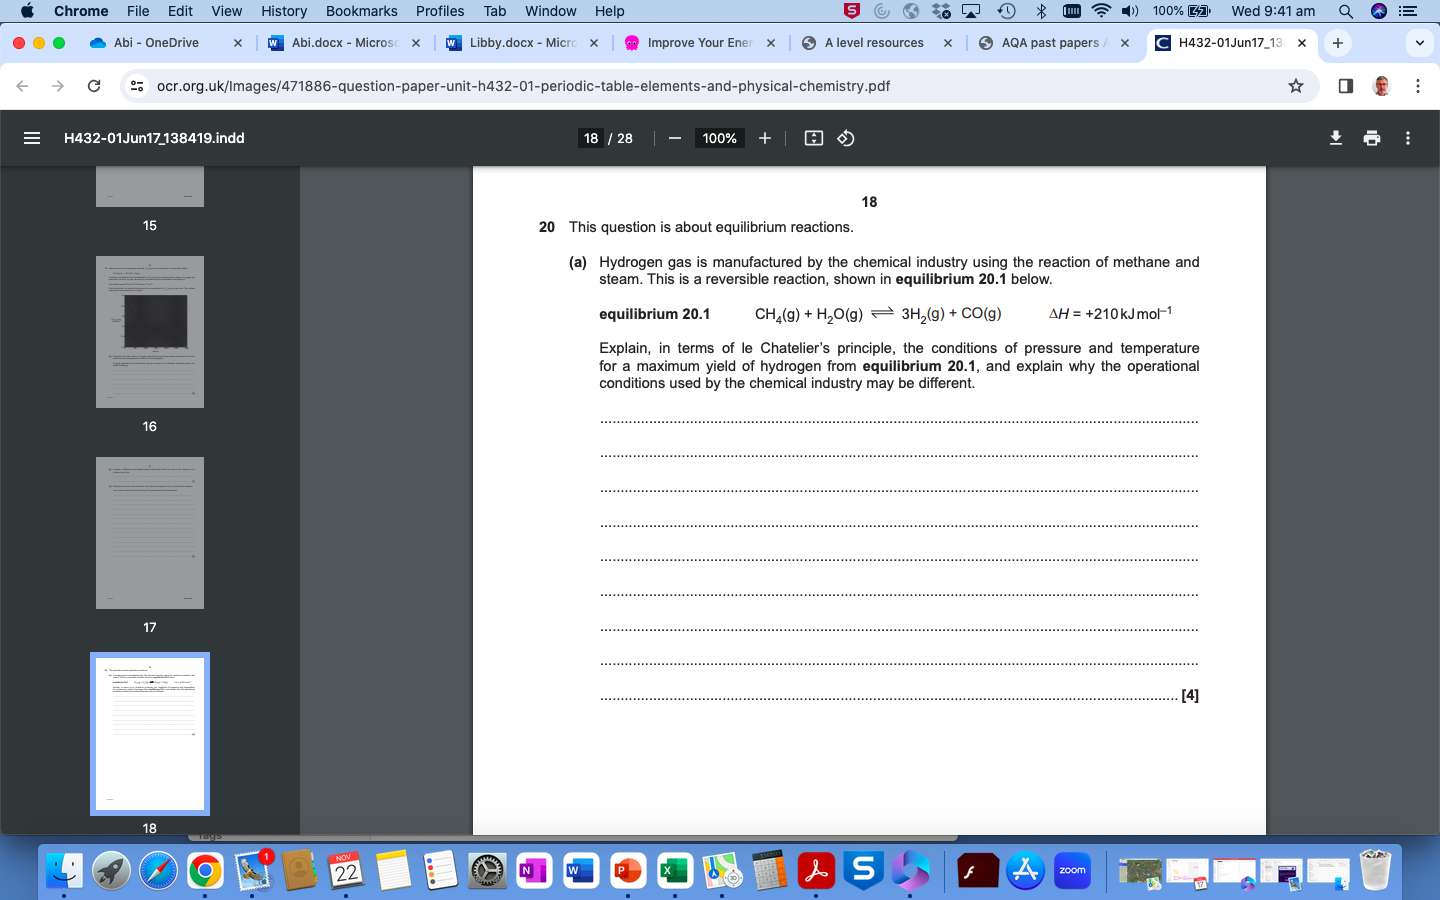 Chrome File Edit View History Bookmarks Profiles Tab Window Help 100% Wed 9:41 am
Abi - OneDrive Abi.docx - Microso Libby.docx - Micro Improve Your Ener A level resources AQA past papers A H432-01Jun17_13
ocr.org.uk/Images/471886-question-paper-unit-h432-01-periodic-table-elements-and-physical-chemistry.pdf
H432-01Jun17_138419.indd 18 / 28 100%
15
16
17
18
18
20 This question is about equilibrium reactions.
(a) Hydrogen gas is manufactured by the chemical industry using the reaction of methane and
steam. This is a reversible reaction, shown in equilibrium 20.1 below.
equilibrium 20.1 CH₄(g) + H₂O(g) ⇌ 3H₂(g) + CO(g) ΔH = +210 kJ mol⁻¹
Explain, in terms of le Chatelier's principle, the conditions of pressure and temperature
for a maximum yield of hydrogen from equilibrium 20.1, and explain why the operational
conditions used by the chemical industry may be different.
[4]
Tags
NOV
22
zoom